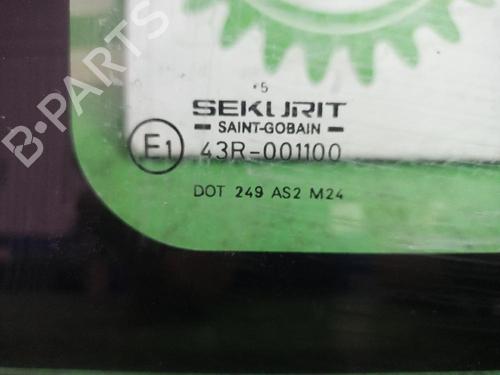 B-PARTS
•5
SEKURIT
SAINT-GOBAIN
E1 43R-001100
DOT 249 AS2 M24